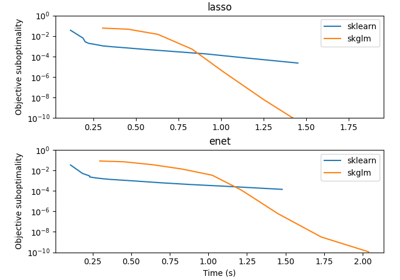 lasso
Objective suboptimality
10^0
10^-2
10^-4
10^-6
10^-8
10^-10
sklearn
skglm
0.25 0.50 0.75 1.00 1.25 1.50 1.75
enet
Objective suboptimality
10^0
10^-2
10^-4
10^-6
10^-8
10^-10
sklearn
skglm
0.25 0.50 0.75 1.00 1.25 1.50 1.75 2.00
Time (s)